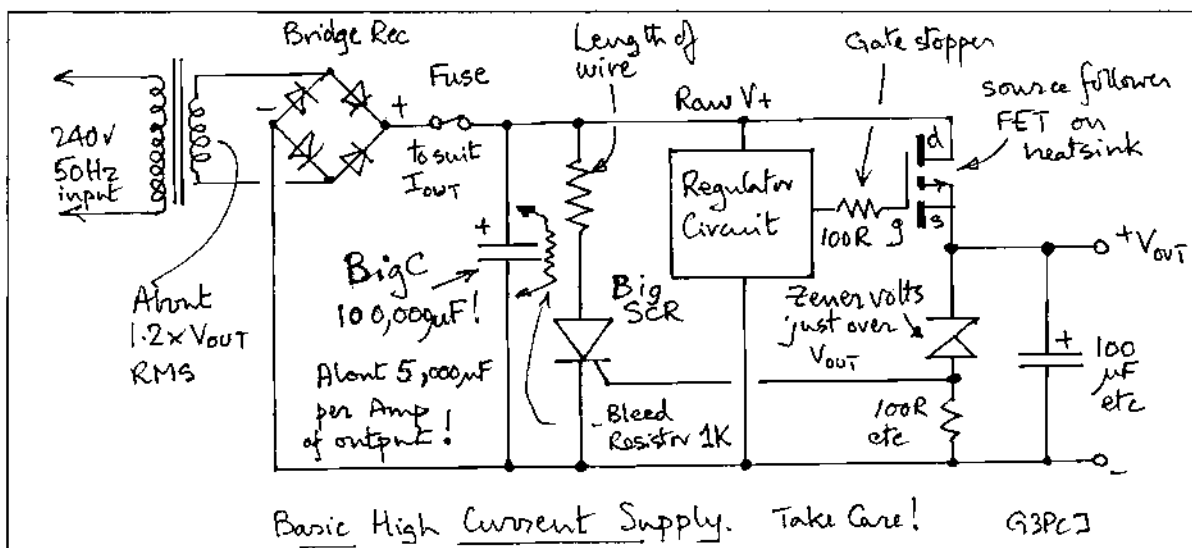 Bridge Rec
Length of
wire
Gate stopper
Fuse
Raw V+
source follower
FET on
heatsink
-
+
240v
50Hz
input
to suit
IOUT
Regulator
Circuit
d
s
g
100R
+VOUT
BigC
100,000µF!
+
Big
SCR
Zener volts
just over
VOUT
About
1.2 x VOUT
RMS
About 5,000µF
per Amp
of output!
Bleed
Resistor 1K
100R
etc
+
100
µF
etc
-
Basic High Current Supply. Take Care!
G3PCJ